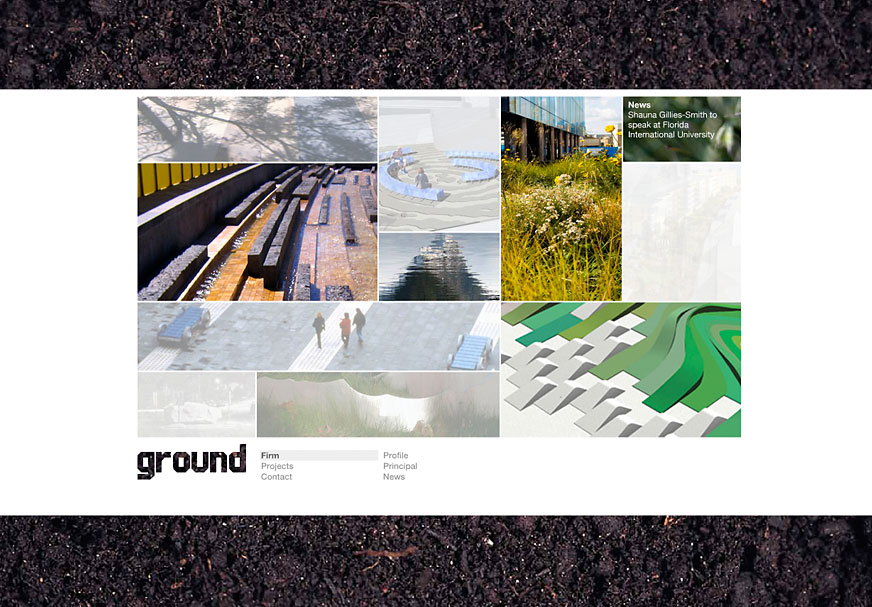 News
Shauna Gillies-Smith to
speak at Florida
International University
ground
Firm
Projects
Contact
Profile
Principal
News